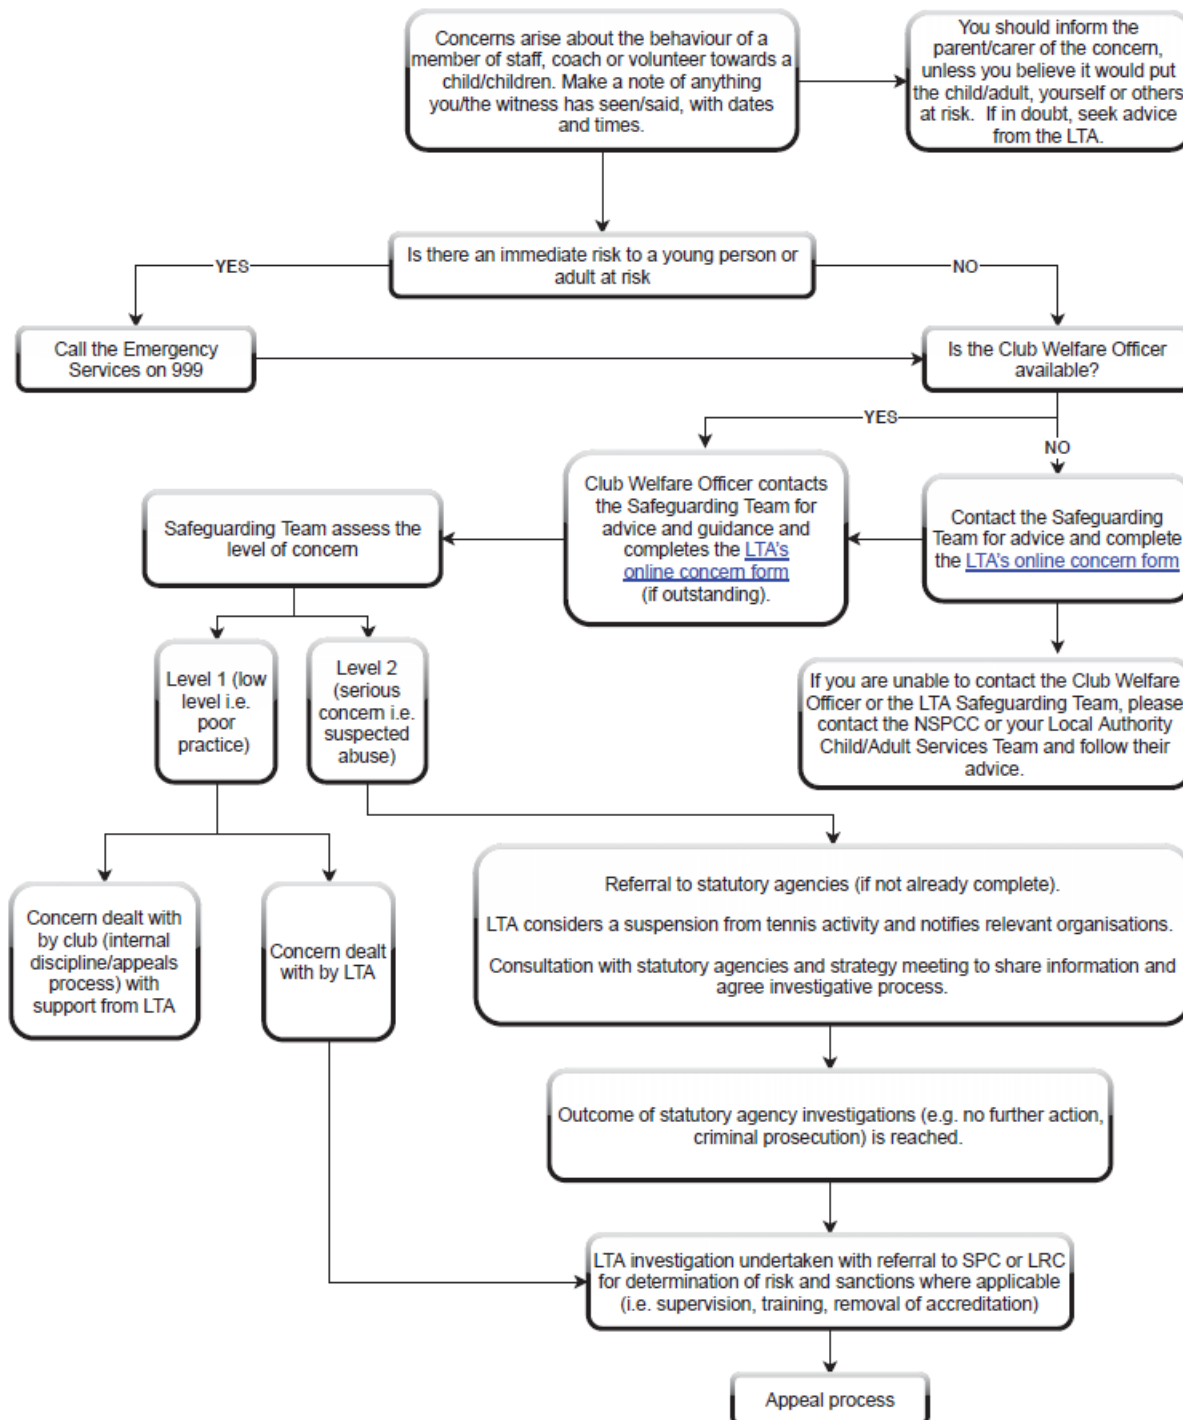 Concerns arise about the behaviour of a
member of staff, coach or volunteer towards a
child/children. Make a note of anything
you/the witness has seen/said, with dates
and times.
You should inform the
parent/carer of the concern,
unless you believe it would put
the child/adult, yourself or others
at risk.  If in doubt, seek advice
from the LTA.
Is there an immediate risk to a young person or
adult at risk
YES
NO
Call the Emergency
Services on 999
Is the Club Welfare Officer
available?
YES
NO
Club Welfare Officer contacts
the Safeguarding Team for
advice and guidance and
completes the LTA's
online concern form
(if outstanding).
Contact the Safeguarding
Team for advice and complete
the LTA's online concern form
Safeguarding Team assess the
level of concern
Level 1 (low
level i.e.
poor
practice)
Level 2
(serious
concern i.e.
suspected
abuse)
If you are unable to contact the Club Welfare
Officer or the LTA Safeguarding Team, please
contact the NSPCC or your Local Authority
Child/Adult Services Team and follow their
advice.
Concern dealt with
by club (internal
discipline/appeals
process) with
support from LTA
Concern dealt
with by LTA
Referral to statutory agencies (if not already complete).
LTA considers a suspension from tennis activity and notifies relevant organisations.
Consultation with statutory agencies and strategy meeting to share information and
agree investigative process.
Outcome of statutory agency investigations (e.g. no further action,
criminal prosecution) is reached.
LTA investigation undertaken with referral to SPC or LRC
for determination of risk and sanctions where applicable
(i.e. supervision, training, removal of accreditation)
Appeal process